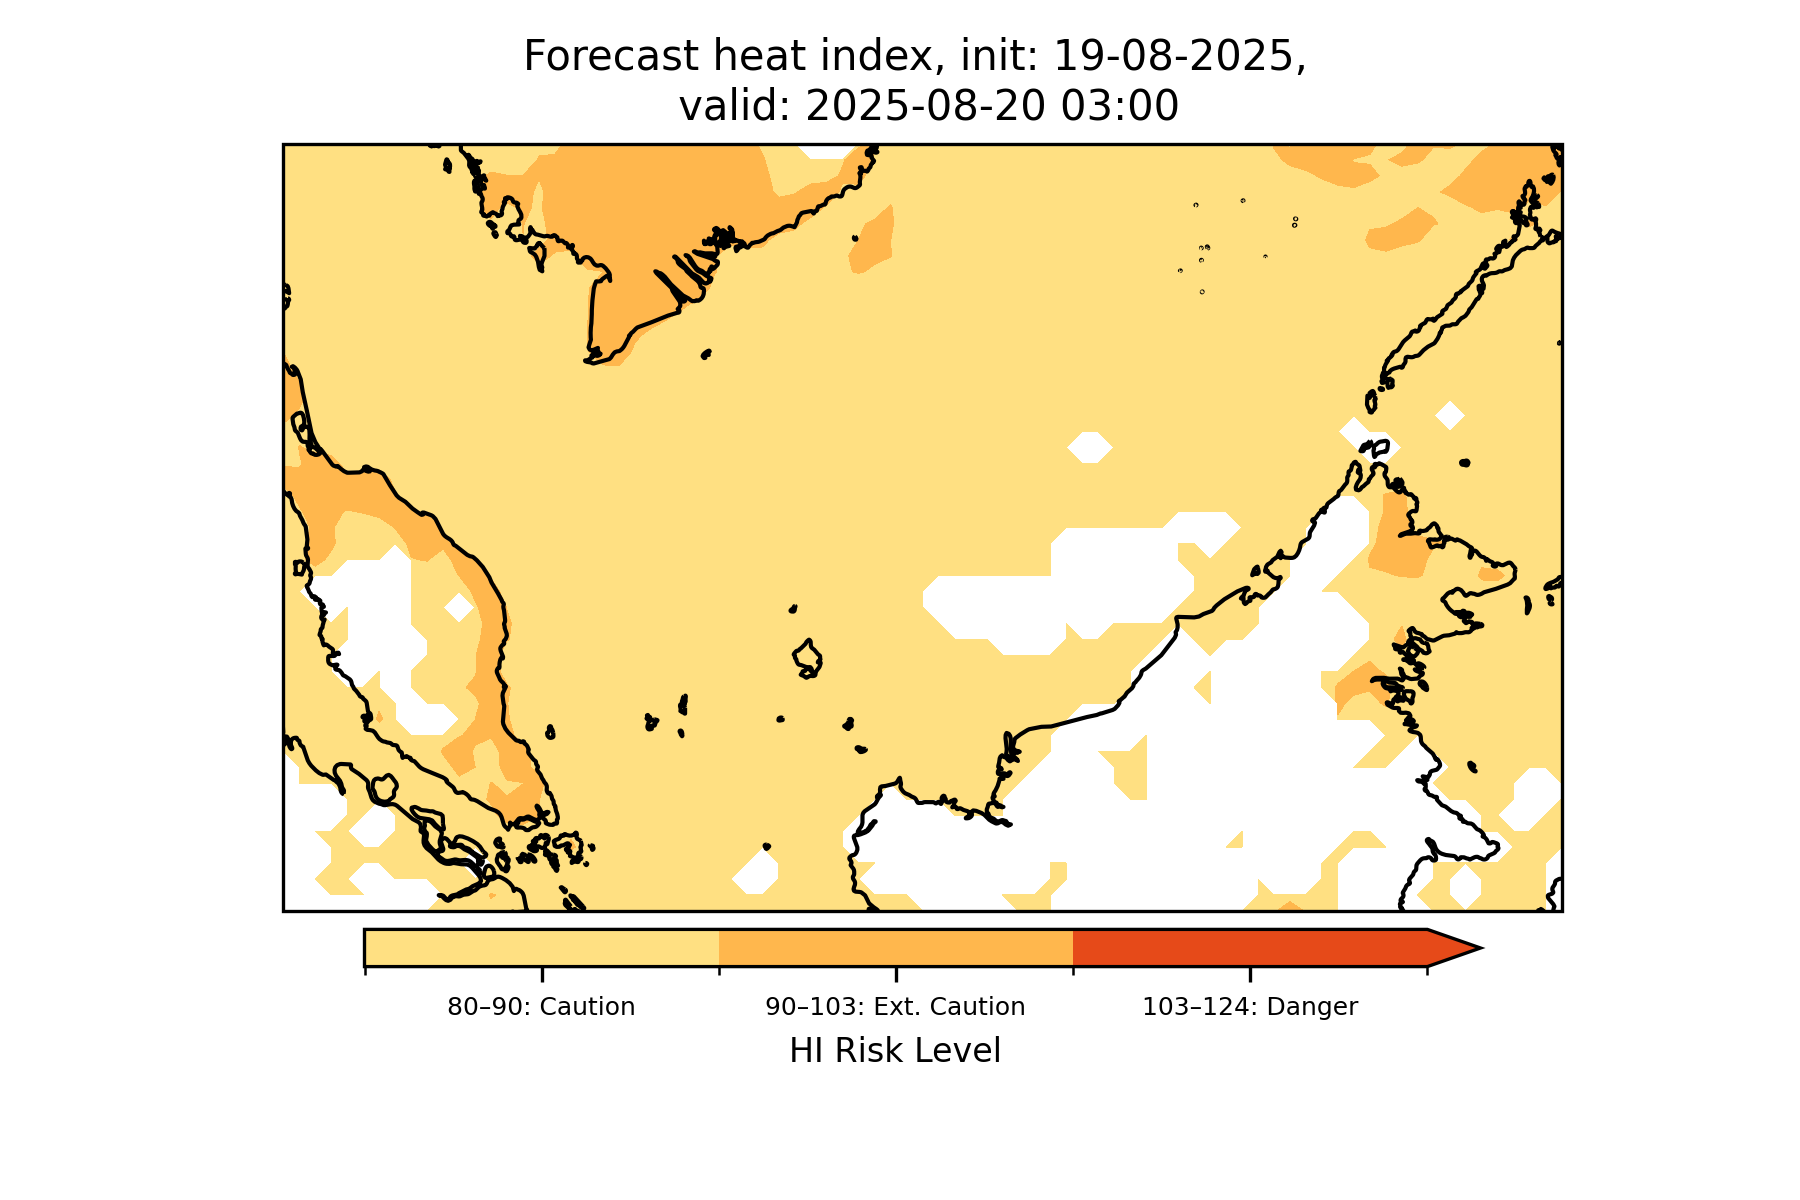 Forecast heat index, init: 19-08-2025,
valid: 2025-08-20 03:00
80–90: Caution
90–103: Ext. Caution
103–124: Danger
HI Risk Level